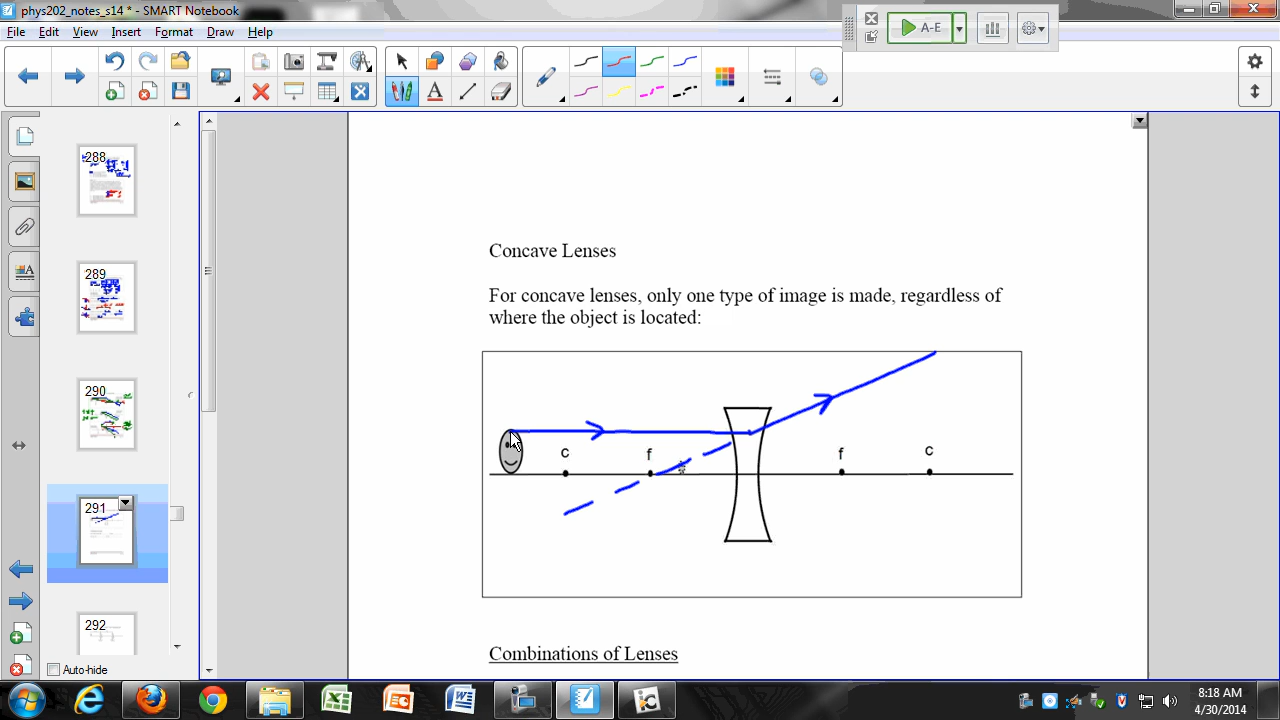 phys202_notes_s14 * - SMART Notebook
A-E
File Edit View Insert Format Draw Help
A
A
288
289
290
291
292
Auto-hide
Concave Lenses
For concave lenses, only one type of image is made, regardless of
where the object is located:
c f f c
Combinations of Lenses
8:18 AM
4/30/2014